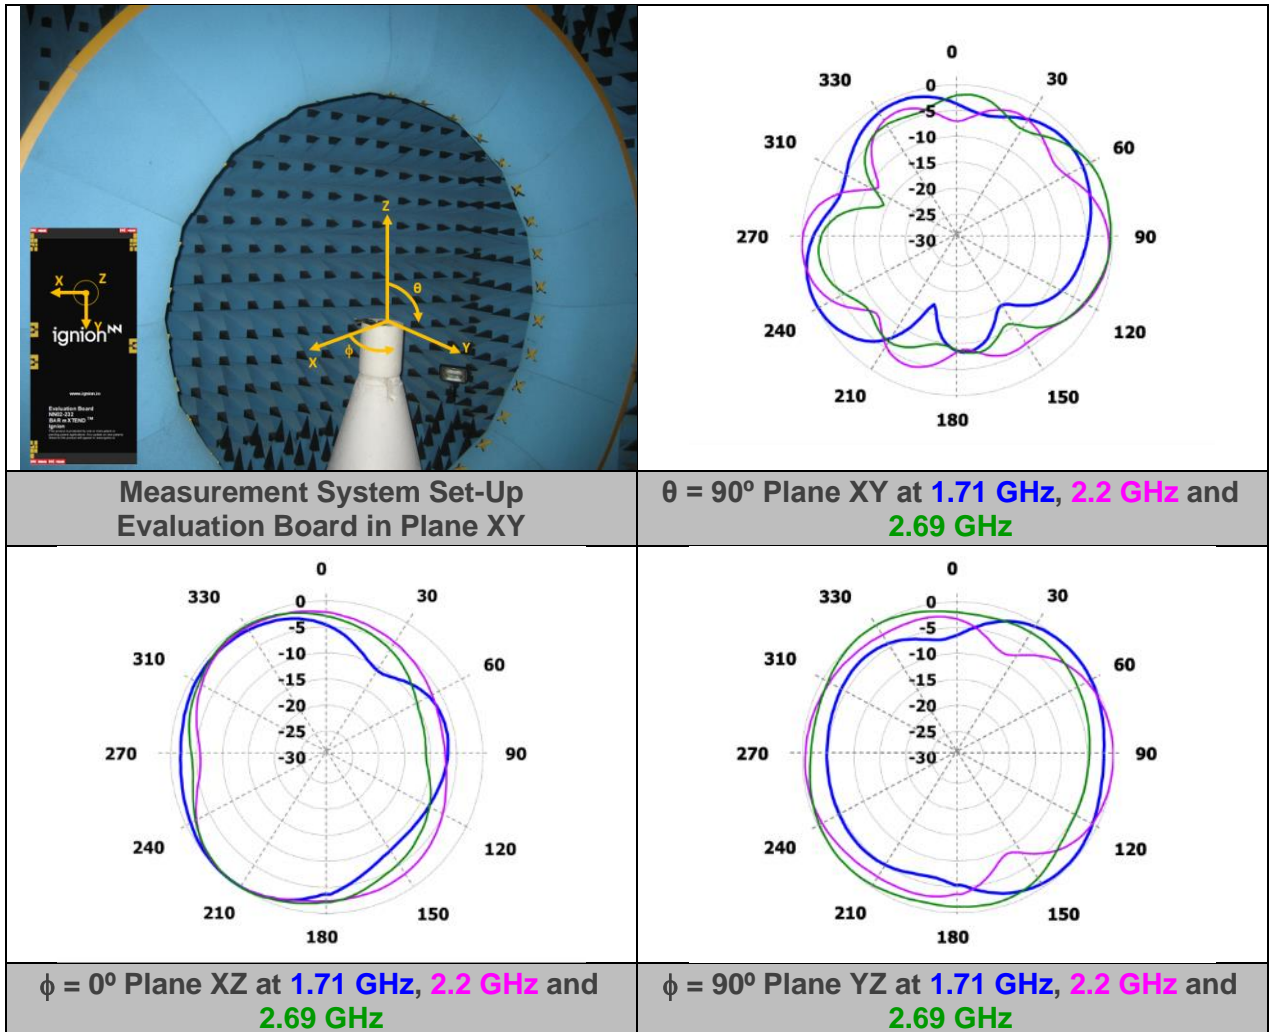 Z
θ
X
ϕ
Y
X
Z
Y
ignion
www.ignion.io
Evaluation Board
Ignion
0
330
30
310
60
270
90
240
120
210
150
180
0
-5
-10
-15
-20
-25
-30
Measurement System Set-Up
Evaluation Board in Plane XY
θ = 90º Plane XY at 1.71 GHz, 2.2 GHz and
2.69 GHz
0
330
30
310
60
270
90
240
120
210
150
180
0
-5
-10
-15
-20
-25
-30
0
330
30
310
60
270
90
240
120
210
150
180
0
-5
-10
-15
-20
-25
-30
ϕ = 0º Plane XZ at 1.71 GHz, 2.2 GHz and
2.69 GHz
ϕ = 90º Plane YZ at 1.71 GHz, 2.2 GHz and
2.69 GHz